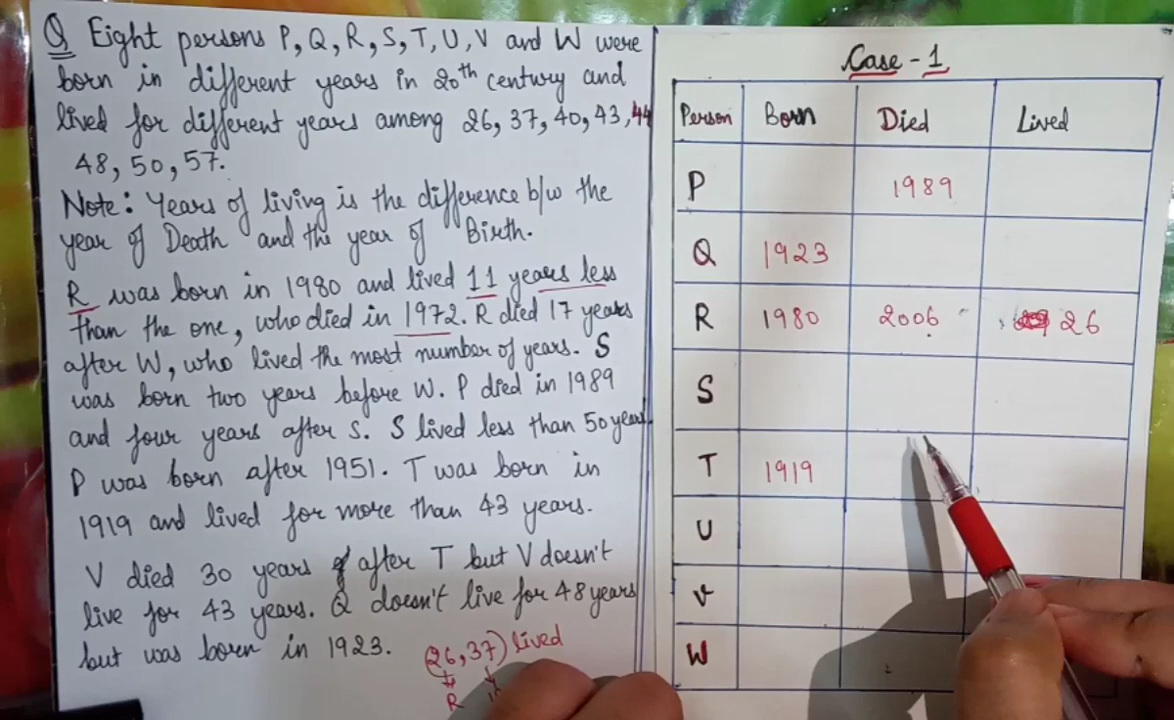 Q Eight persons P, Q, R, S, T, U, V and W were
born in different years in 20th century and
lived for different years among 26, 37, 40, 43, 44
48, 50, 57.
Note: Years of living is the difference b/w the
year of Death and the year of Birth.
R was born in 1980 and lived 11 years less
than the one, who died in 1972. R died 17 years
after W, who lived the most number of years. S
was born two years before W. P died in 1989
and four years after S. S lived less than 50 years
P was born after 1951. T was born in
1919 and lived for more than 43 years.
V died 30 years after T but V doesn't
live for 43 years. Q doesn't live for 48 years
but was born in 1923.
(26, 37) lived
R
Case - 1
Person Born Died Lived
P 1989
Q 1923
R 1980 2006 26
S
T 1919
U
V
W